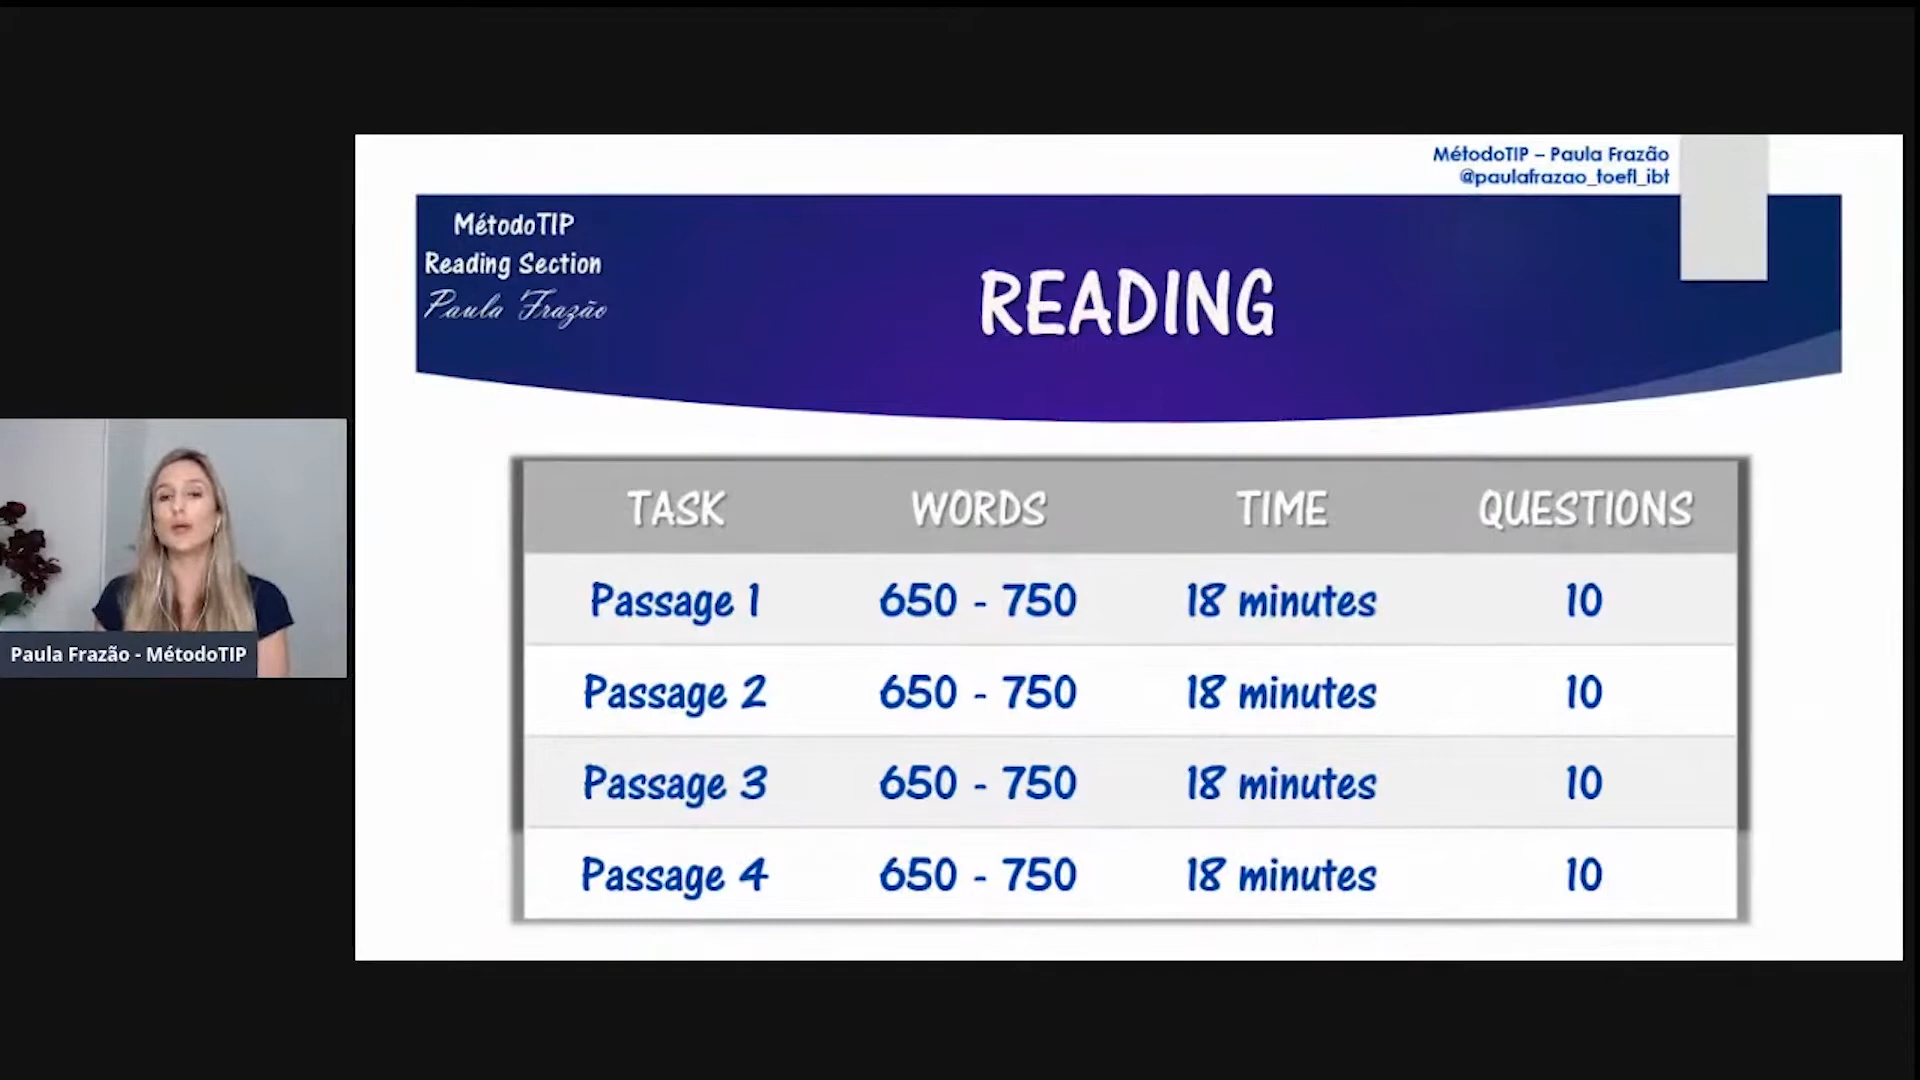 MétodoTIP – Paula Frazão
@paulafrazao_toefl_ibt
MétodoTIP
Reading Section
Paula Frazão
READING
TASK WORDS TIME QUESTIONS
Passage 1 650 - 750 18 minutes 10
Passage 2 650 - 750 18 minutes 10
Passage 3 650 - 750 18 minutes 10
Passage 4 650 - 750 18 minutes 10
Paula Frazão - MétodoTIP